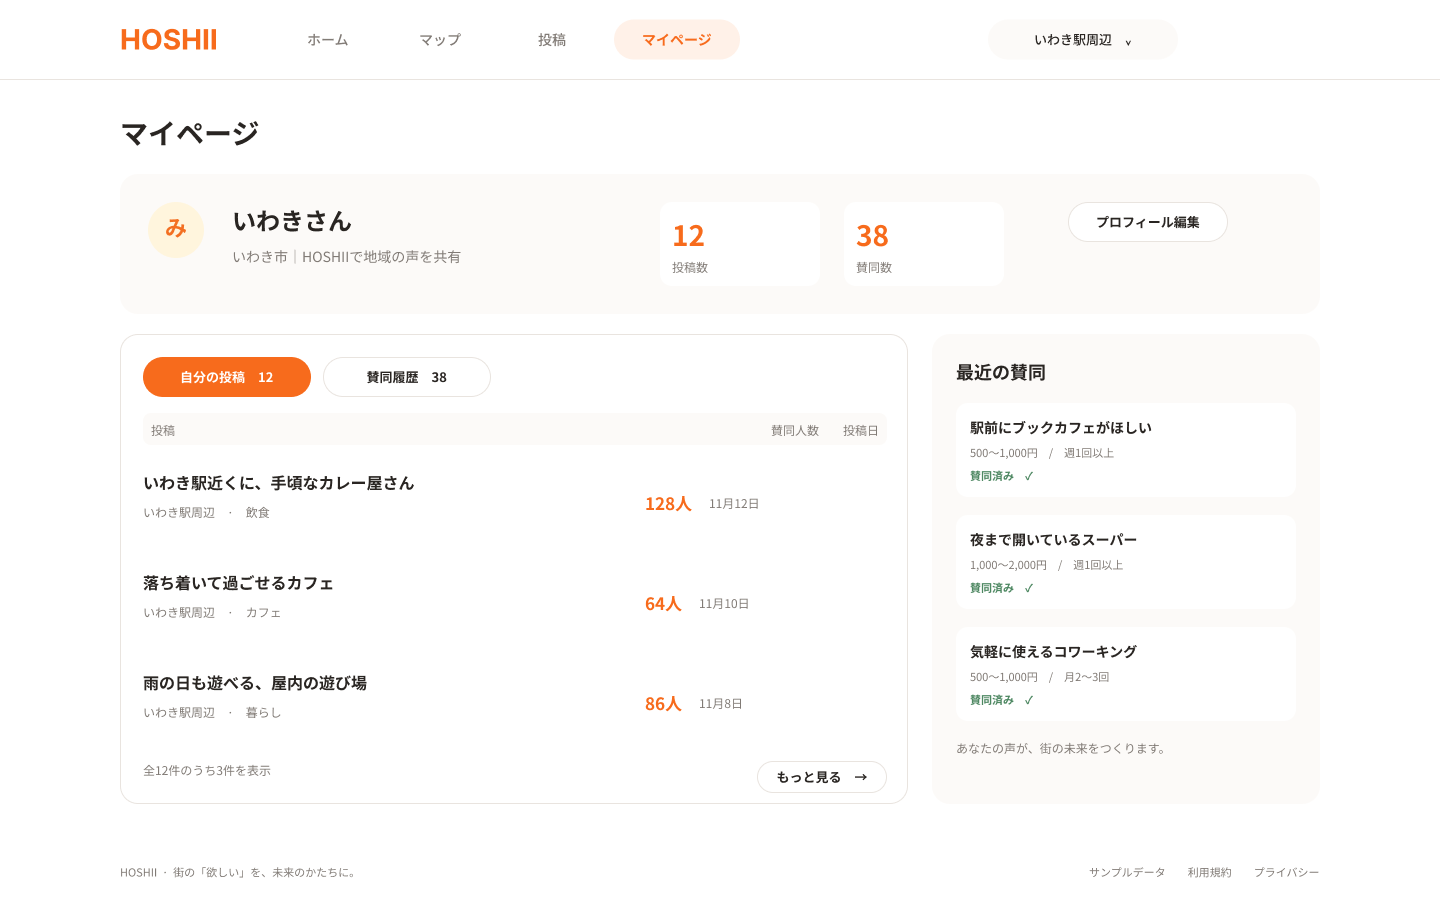 HOSHII
ホーム
マップ
投稿
マイページ
いわき駅周辺
マイページ
み
いわきさん
いわき市｜HOSHIIで地域の声を共有
12
投稿数
38
賛同数
プロフィール編集
自分の投稿 12
賛同履歴 38
投稿 賛同人数 投稿日
いわき駅近くに、手頃なカレー屋さん
いわき駅周辺 · 飲食
128人 11月12日
落ち着いて過ごせるカフェ
いわき駅周辺 · カフェ
64人 11月10日
雨の日も遊べる、屋内の遊び場
いわき駅周辺 · 暮らし
86人 11月8日
全12件のうち3件を表示
もっと見る →
最近の賛同
駅前にブックカフェがほしい
500〜1,000円 / 週1回以上
賛同済み ✓
夜まで開いているスーパー
1,000〜2,000円 / 週1回以上
賛同済み ✓
気軽に使えるコワーキング
500〜1,000円 / 月2〜3回
賛同済み ✓
あなたの声が、街の未来をつくります。
HOSHII · 街の「欲しい」を、未来のかたちに。
サンプルデータ 利用規約 プライバシー